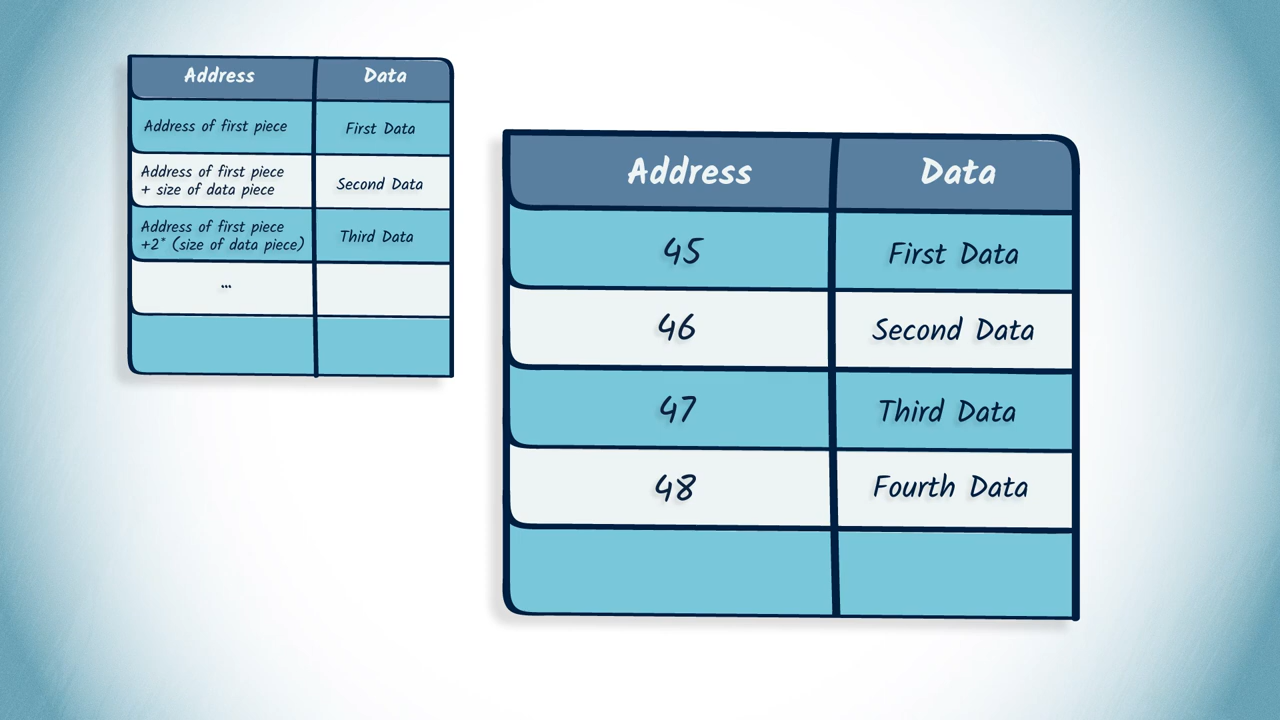 Address Data
Address of first piece First Data
Address of first piece
+ size of data piece Second Data
Address of first piece
+2* (size of data piece) Third Data
...
Address Data
45 First Data
46 Second Data
47 Third Data
48 Fourth Data